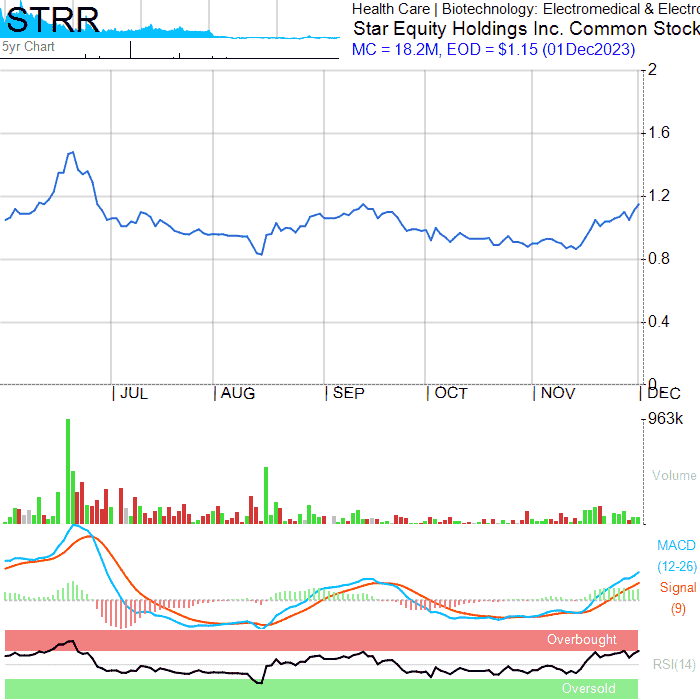 STRR
5yr Chart
Health Care | Biotechnology: Electromedical & Electro
Star Equity Holdings Inc. Common Stock
MC = 18.2M, EOD = $1.15 (01Dec2023)
2
1.6
1.2
0.8
0.4
0
JUL AUG SEP OCT NOV DEC
963k
Volume
MACD
(12-26)
Signal
(9)
Overbought
RSI(14)
Oversold